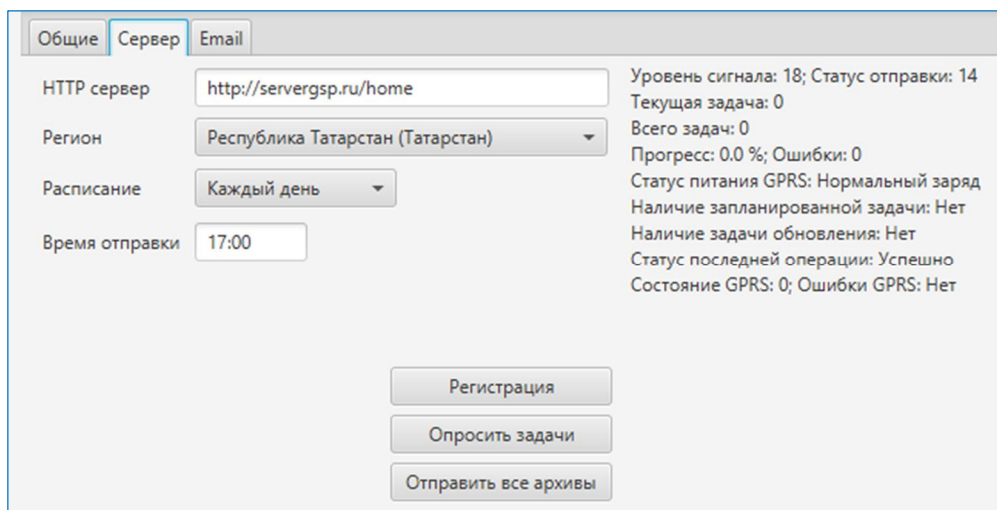 Общие Сервер Email
HTTP сервер http://servergsp.ru/home
Регион Республика Татарстан (Татарстан)
Расписание Каждый день
Время отправки 17:00
Уровень сигнала: 18; Статус отправки: 14
Текущая задача: 0
Всего задач: 0
Прогресс: 0.0 %; Ошибки: 0
Статус питания GPRS: Нормальный заряд
Наличие запланированной задачи: Нет
Наличие задачи обновления: Нет
Статус последней операции: Успешно
Состояние GPRS: 0; Ошибки GPRS: Нет
Регистрация
Опросить задачи
Отправить все архивы